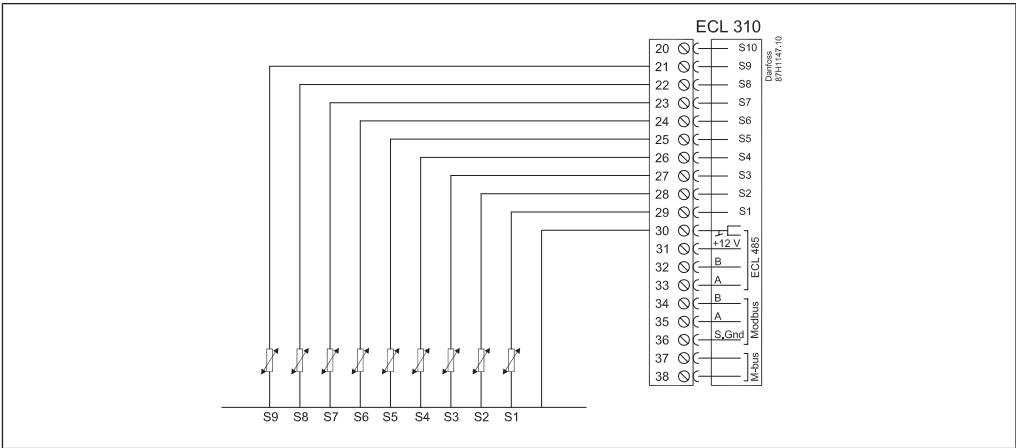 ECL 310
Danfoss
87H1147.10
20 S10
21 S9
22 S8
23 S7
24 S6
25 S5
26 S4
27 S3
28 S2
29 S1
30
31 +12 V
32 B
33 A
ECL 485
34 B
35 A
36 S.Gnd
Modbus
37
38
M-bus
S9 S8 S7 S6 S5 S4 S3 S2 S1